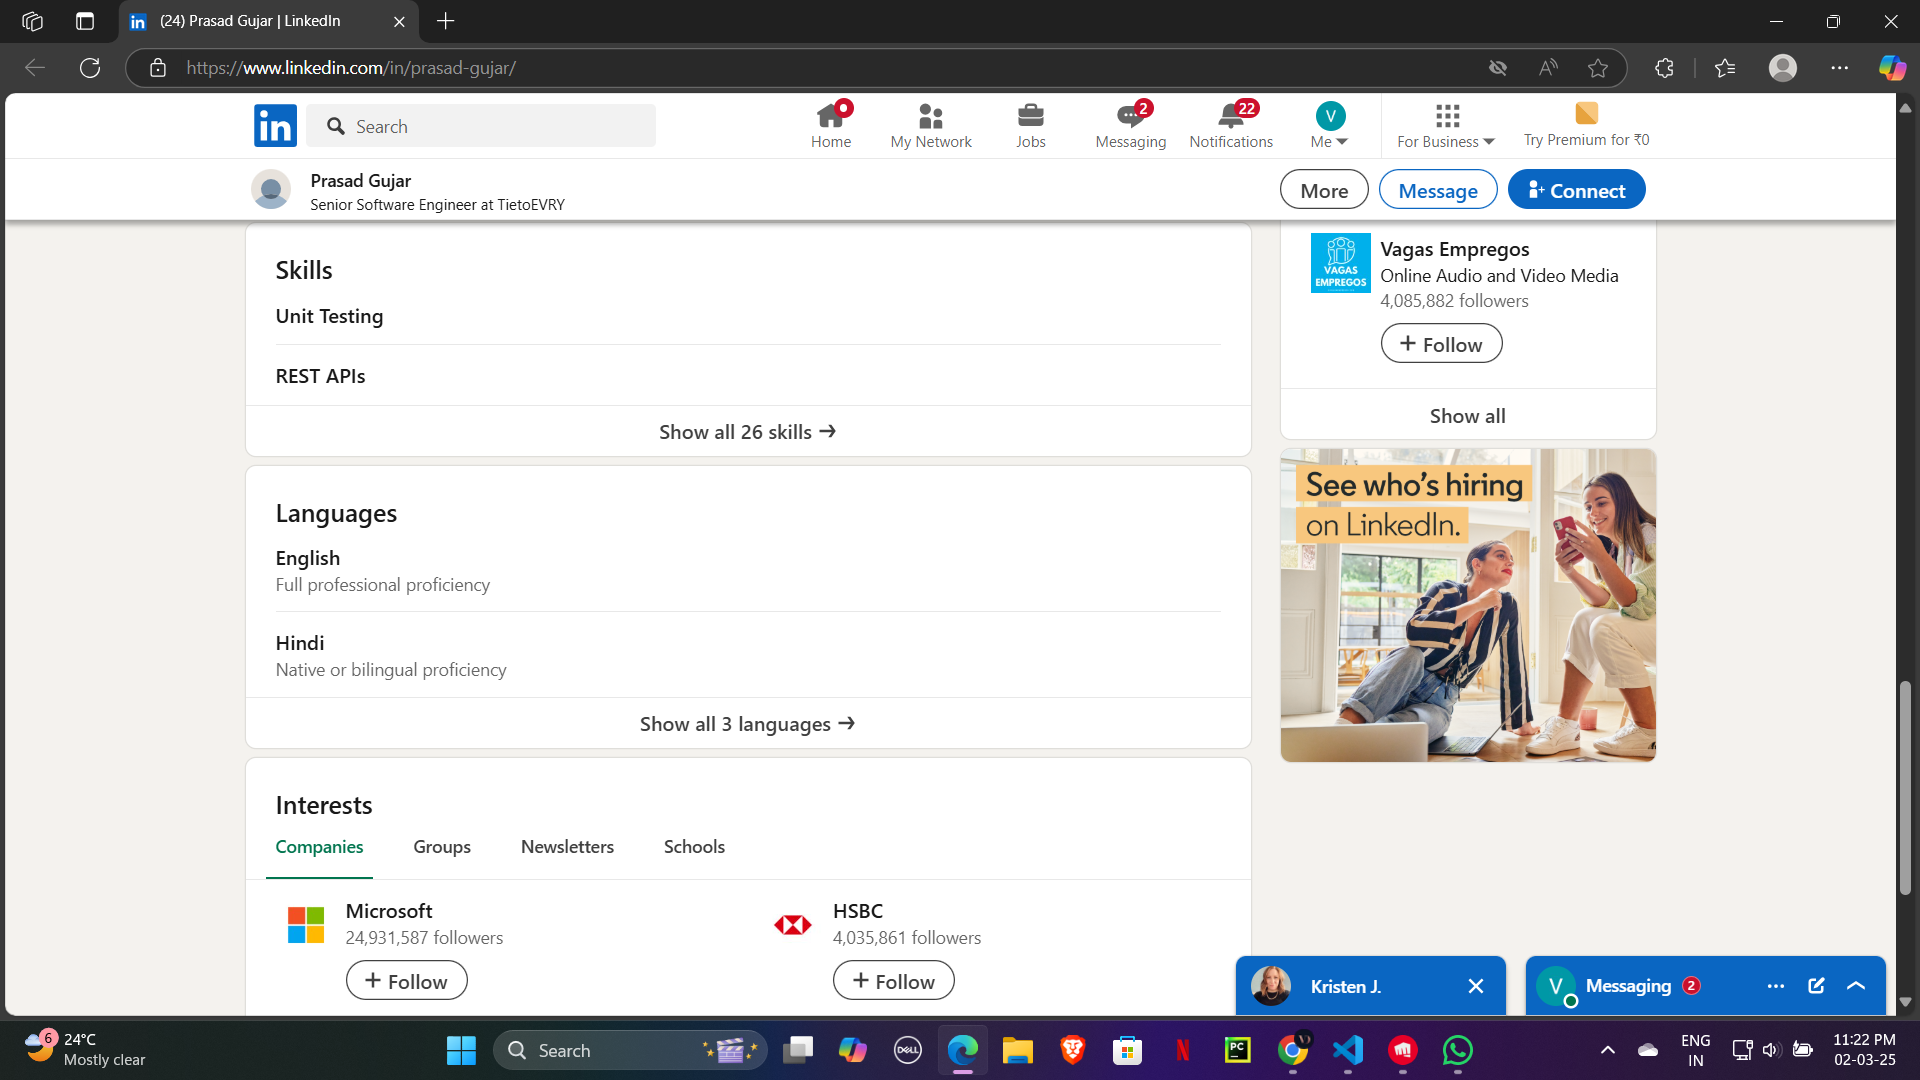 (24) Prasad Gujar | LinkedIn
https://www.linkedin.com/in/prasad-gujar/
in
Search
Home
My Network
Jobs
2
Messaging
22
Notifications
V
Me
For Business
Try Premium for ₹0
Prasad Gujar
Senior Software Engineer at TietoEVRY
More
Message
Connect
Skills
Unit Testing
REST APIs
Show all 26 skills →
Languages
English
Full professional proficiency
Hindi
Native or bilingual proficiency
Show all 3 languages →
Interests
Companies
Groups
Newsletters
Schools
Microsoft
24,931,587 followers
+ Follow
HSBC
4,035,861 followers
+ Follow
VAGAS
EMPREGOS
Vagas Empregos
Online Audio and Video Media
4,085,882 followers
+ Follow
Show all
See who's hiring
on LinkedIn.
Kristen J.
V
Messaging 2
6
24°C
Mostly clear
Search
DELL
N
PC
ENG
IN
11:22 PM
02-03-25